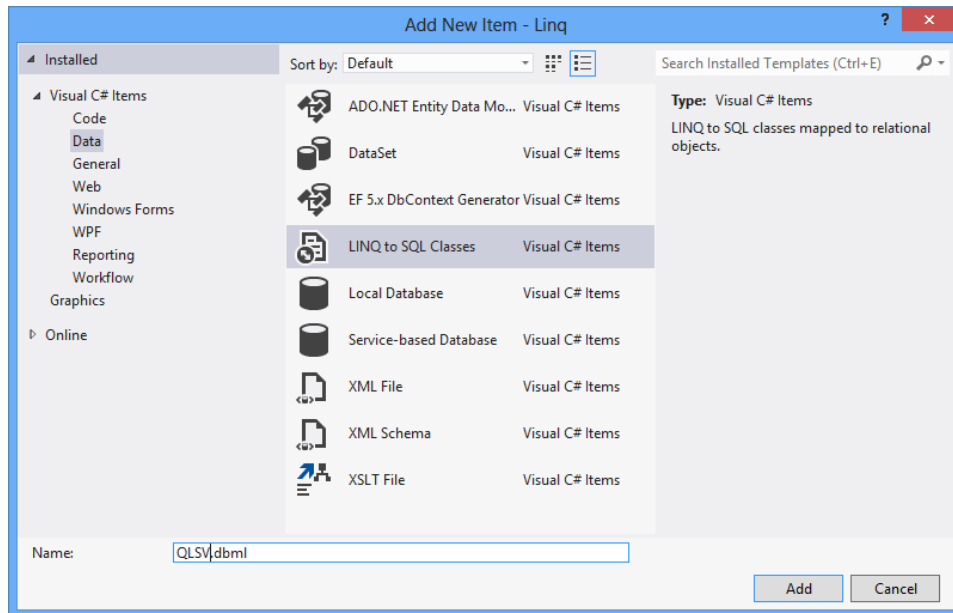 Add New Item - Linq
? ×
Installed
Visual C# Items
Code
Data
General
Web
Windows Forms
WPF
Reporting
Workflow
Graphics
Online
Sort by: Default
Search Installed Templates (Ctrl+E)
ADO.NET Entity Data Mo... Visual C# Items
DataSet Visual C# Items
EF 5.x DbContext Generator Visual C# Items
LINQ to SQL Classes Visual C# Items
Local Database Visual C# Items
Service-based Database Visual C# Items
XML File Visual C# Items
XML Schema Visual C# Items
XSLT File Visual C# Items
Type: Visual C# Items
LINQ to SQL classes mapped to relational
objects.
Name: QLSV.dbml
Add Cancel